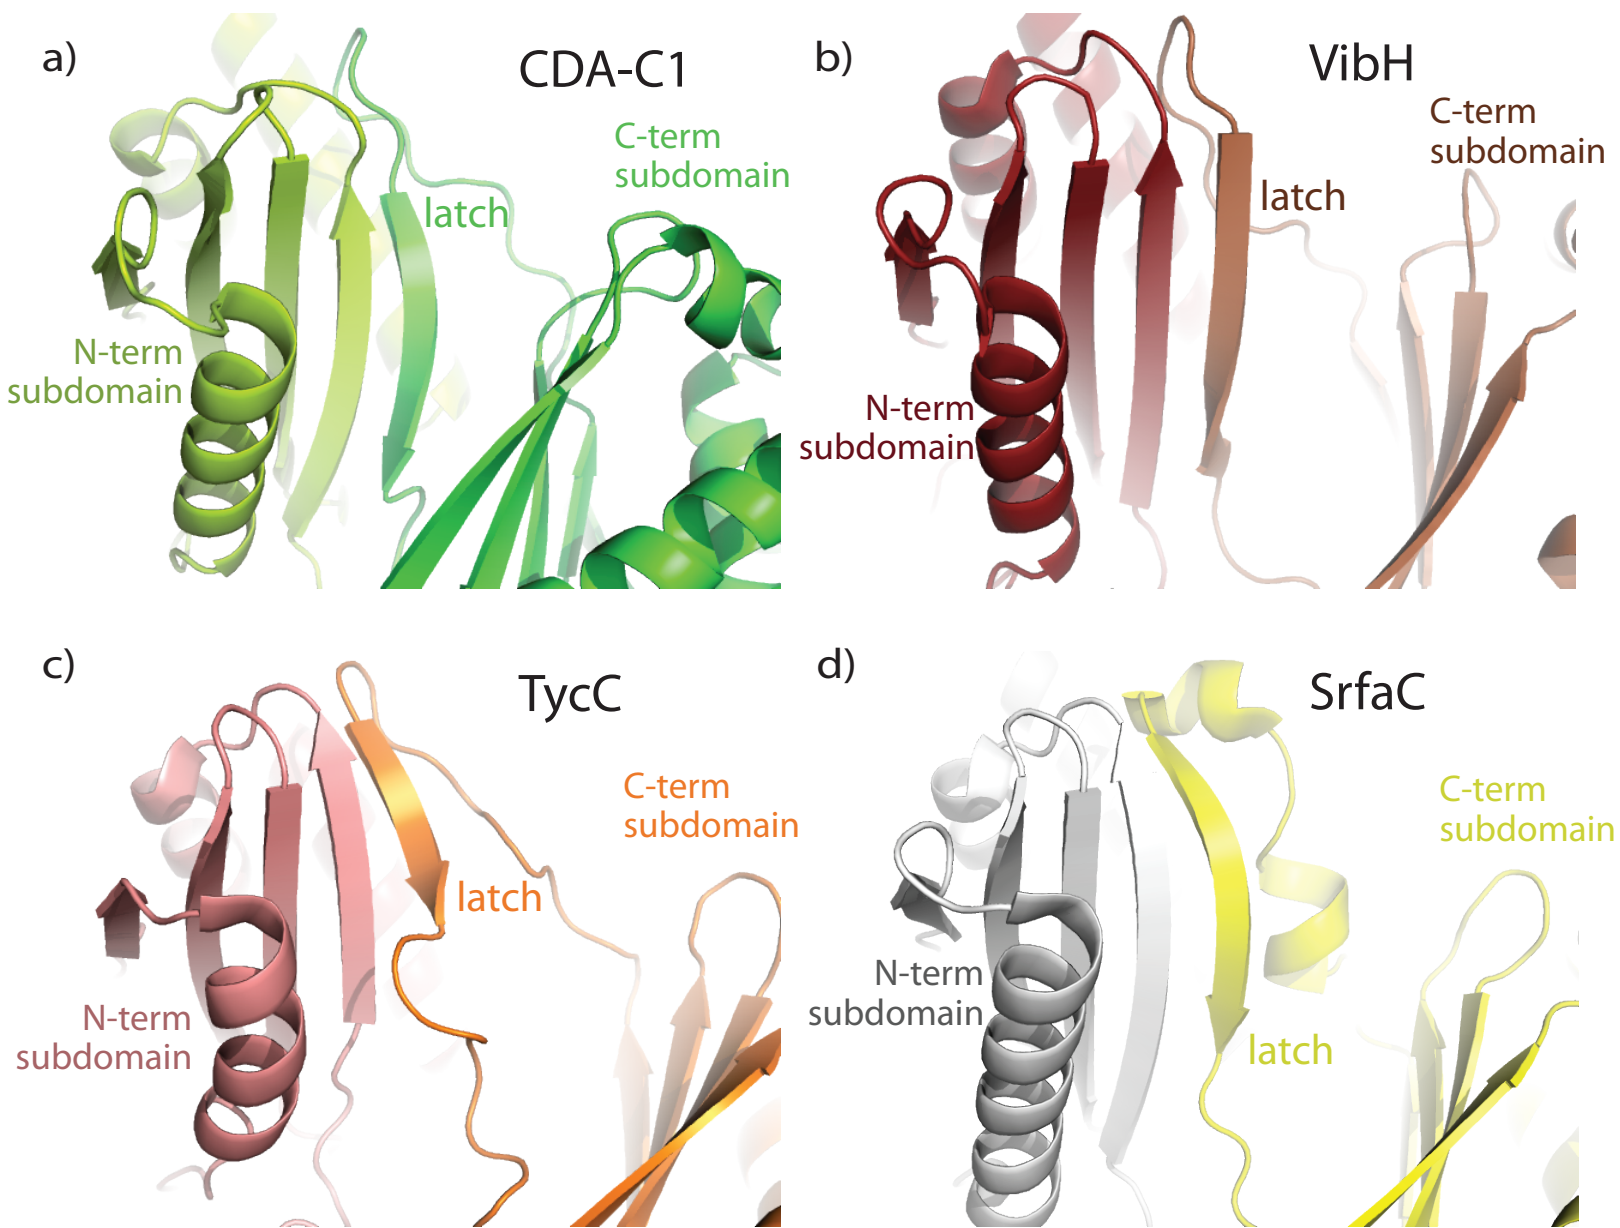 a)
CDA-C1
C-term
subdomain
latch
N-term
subdomain
b)
VibH
C-term
subdomain
latch
N-term
subdomain
c)
TycC
C-term
subdomain
latch
N-term
subdomain
d)
SrfaC
C-term
subdomain
N-term
subdomain
latch